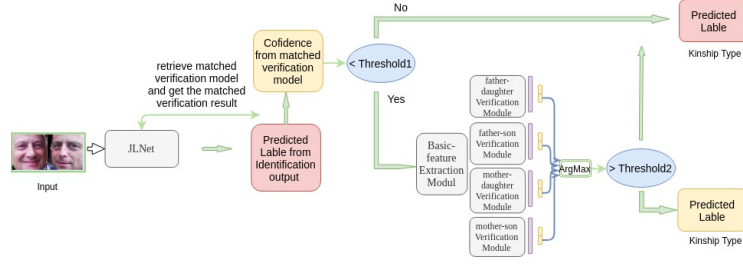 No
Predicted
Lable
Kinship Type
Cofidence
from matched
verification
model
< Threshold1
retrieve matched
verification model
and get the matched
verification result
Yes
father-
daughter
Verification
Module
father-son
Verification
Module
mother-
daughter
Verification
Module
mother-son
Verification
Module
Basic-
feature
Extraction
Modul
JLNet
Input
Predicted
Lable from
Identification
output
ArgMax
> Threshold2
Predicted
Lable
Kinship Type